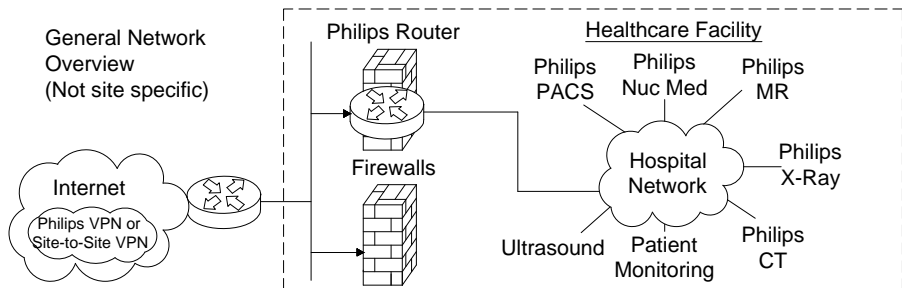 General Network
Overview
(Not site specific)
Philips Router
Healthcare Facility
Philips
PACS
Philips
Nuc Med
Philips
MR
Firewalls
Internet
Philips VPN or
Site-to-Site VPN
Hospital
Network
Philips
X-Ray
Ultrasound
Patient
Monitoring
Philips
CT